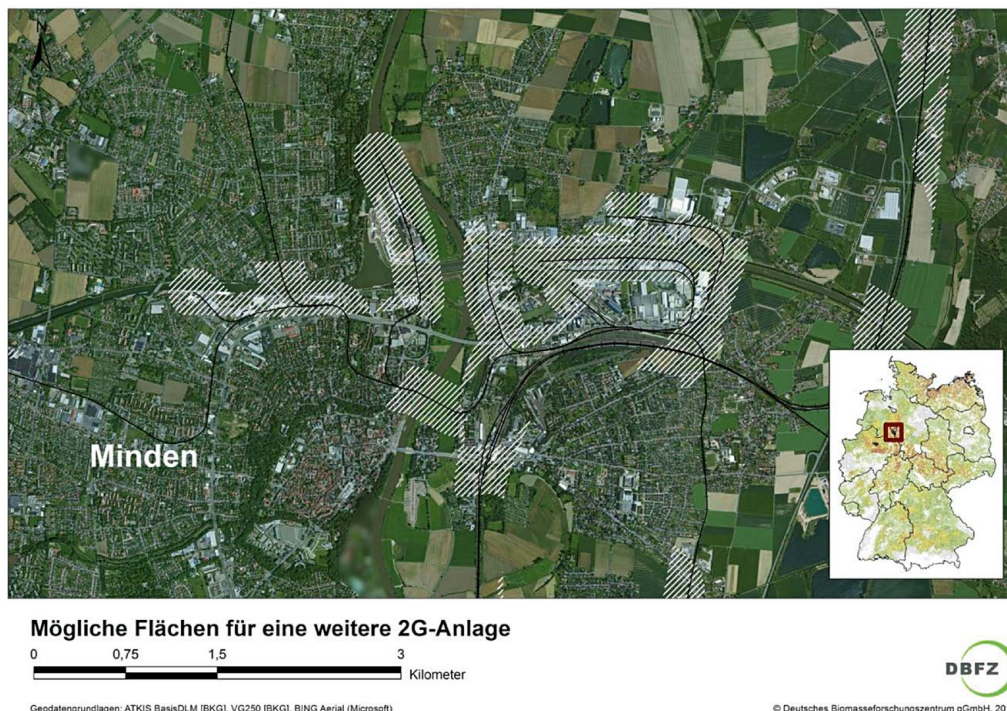 N
Minden
Mögliche Flächen für eine weitere 2G-Anlage
0 0,75 1,5 3
Kilometer
DBFZ
Geodatengrundlagen: ATKIS BasisDLM [BKG], VG250 [BKG], BING Aerial (Microsoft)
© Deutsches Biomasseforschungszentrum gGmbH, 20